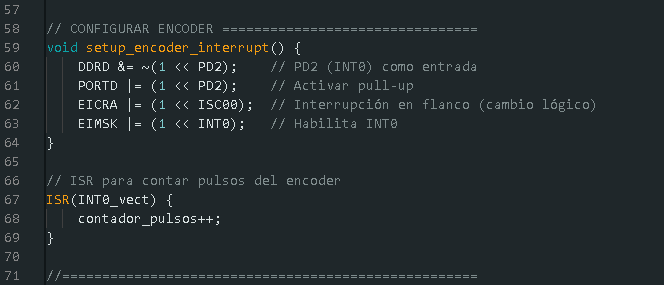 57
58 // CONFIGURAR ENCODER ================================
59 void setup_encoder_interrupt() {
60 DDRD &= ~(1 << PD2); // PD2 (INT0) como entrada
61 PORTD |= (1 << PD2); // Activar pull-up
62 EICRA |= (1 << ISC00); // Interrupción en flanco (cambio lógico)
63 EIMSK |= (1 << INT0); // Habilita INT0
64 }
65
66 // ISR para contar pulsos del encoder
67 ISR(INT0_vect) {
68 contador_pulsos++;
69 }
70
71 //====================================================